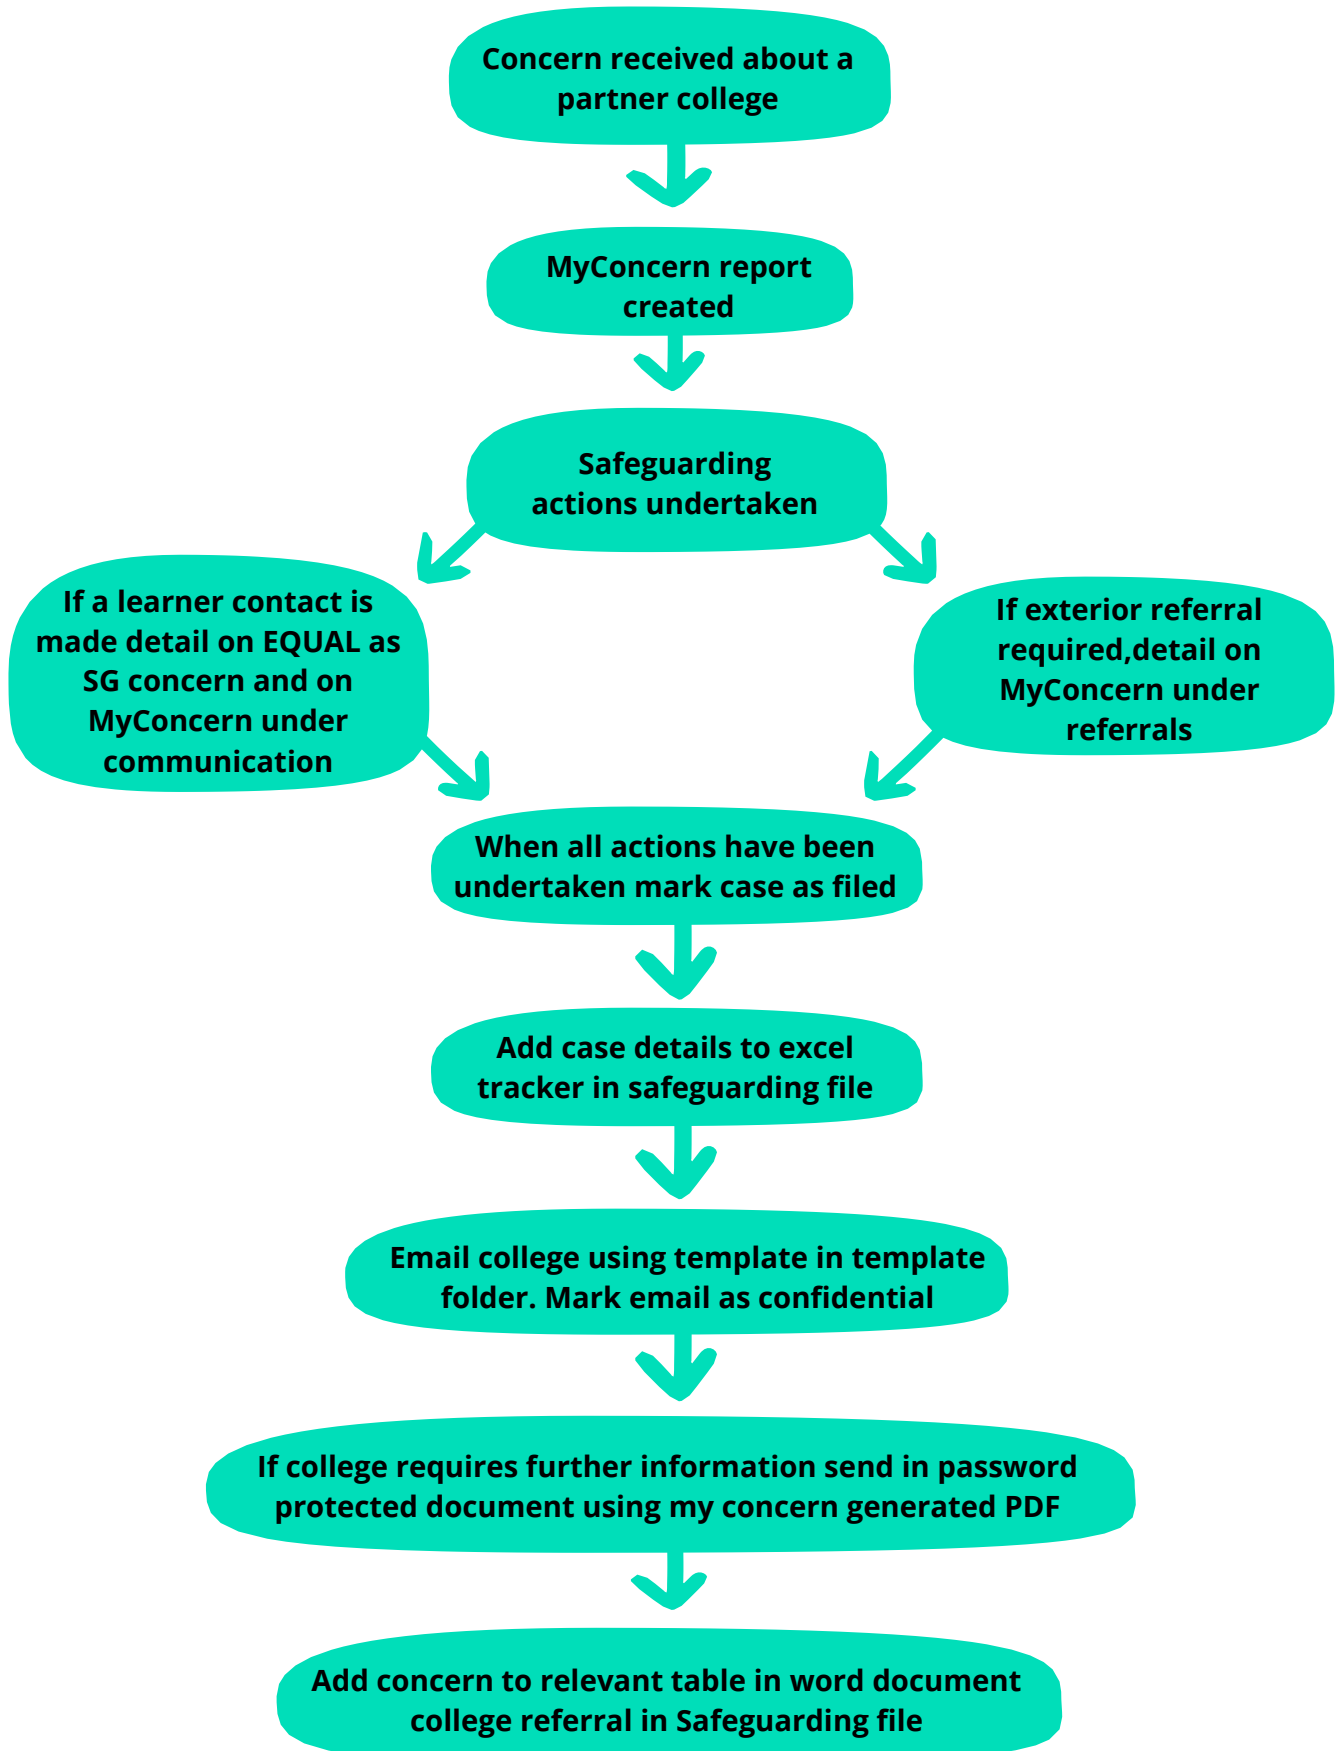 Concern received about a
partner college
MyConcern report
created
Safeguarding
actions undertaken
If a learner contact is
made detail on EQUAL as
SG concern and on
MyConcern under
communication
If exterior referral
required,detail on
MyConcern under
referrals
When all actions have been
undertaken mark case as filed
Add case details to excel
tracker in safeguarding file
Email college using template in template
folder. Mark email as confidential
If college requires further information send in password
protected document using my concern generated PDF
Add concern to relevant table in word document
college referral in Safeguarding file